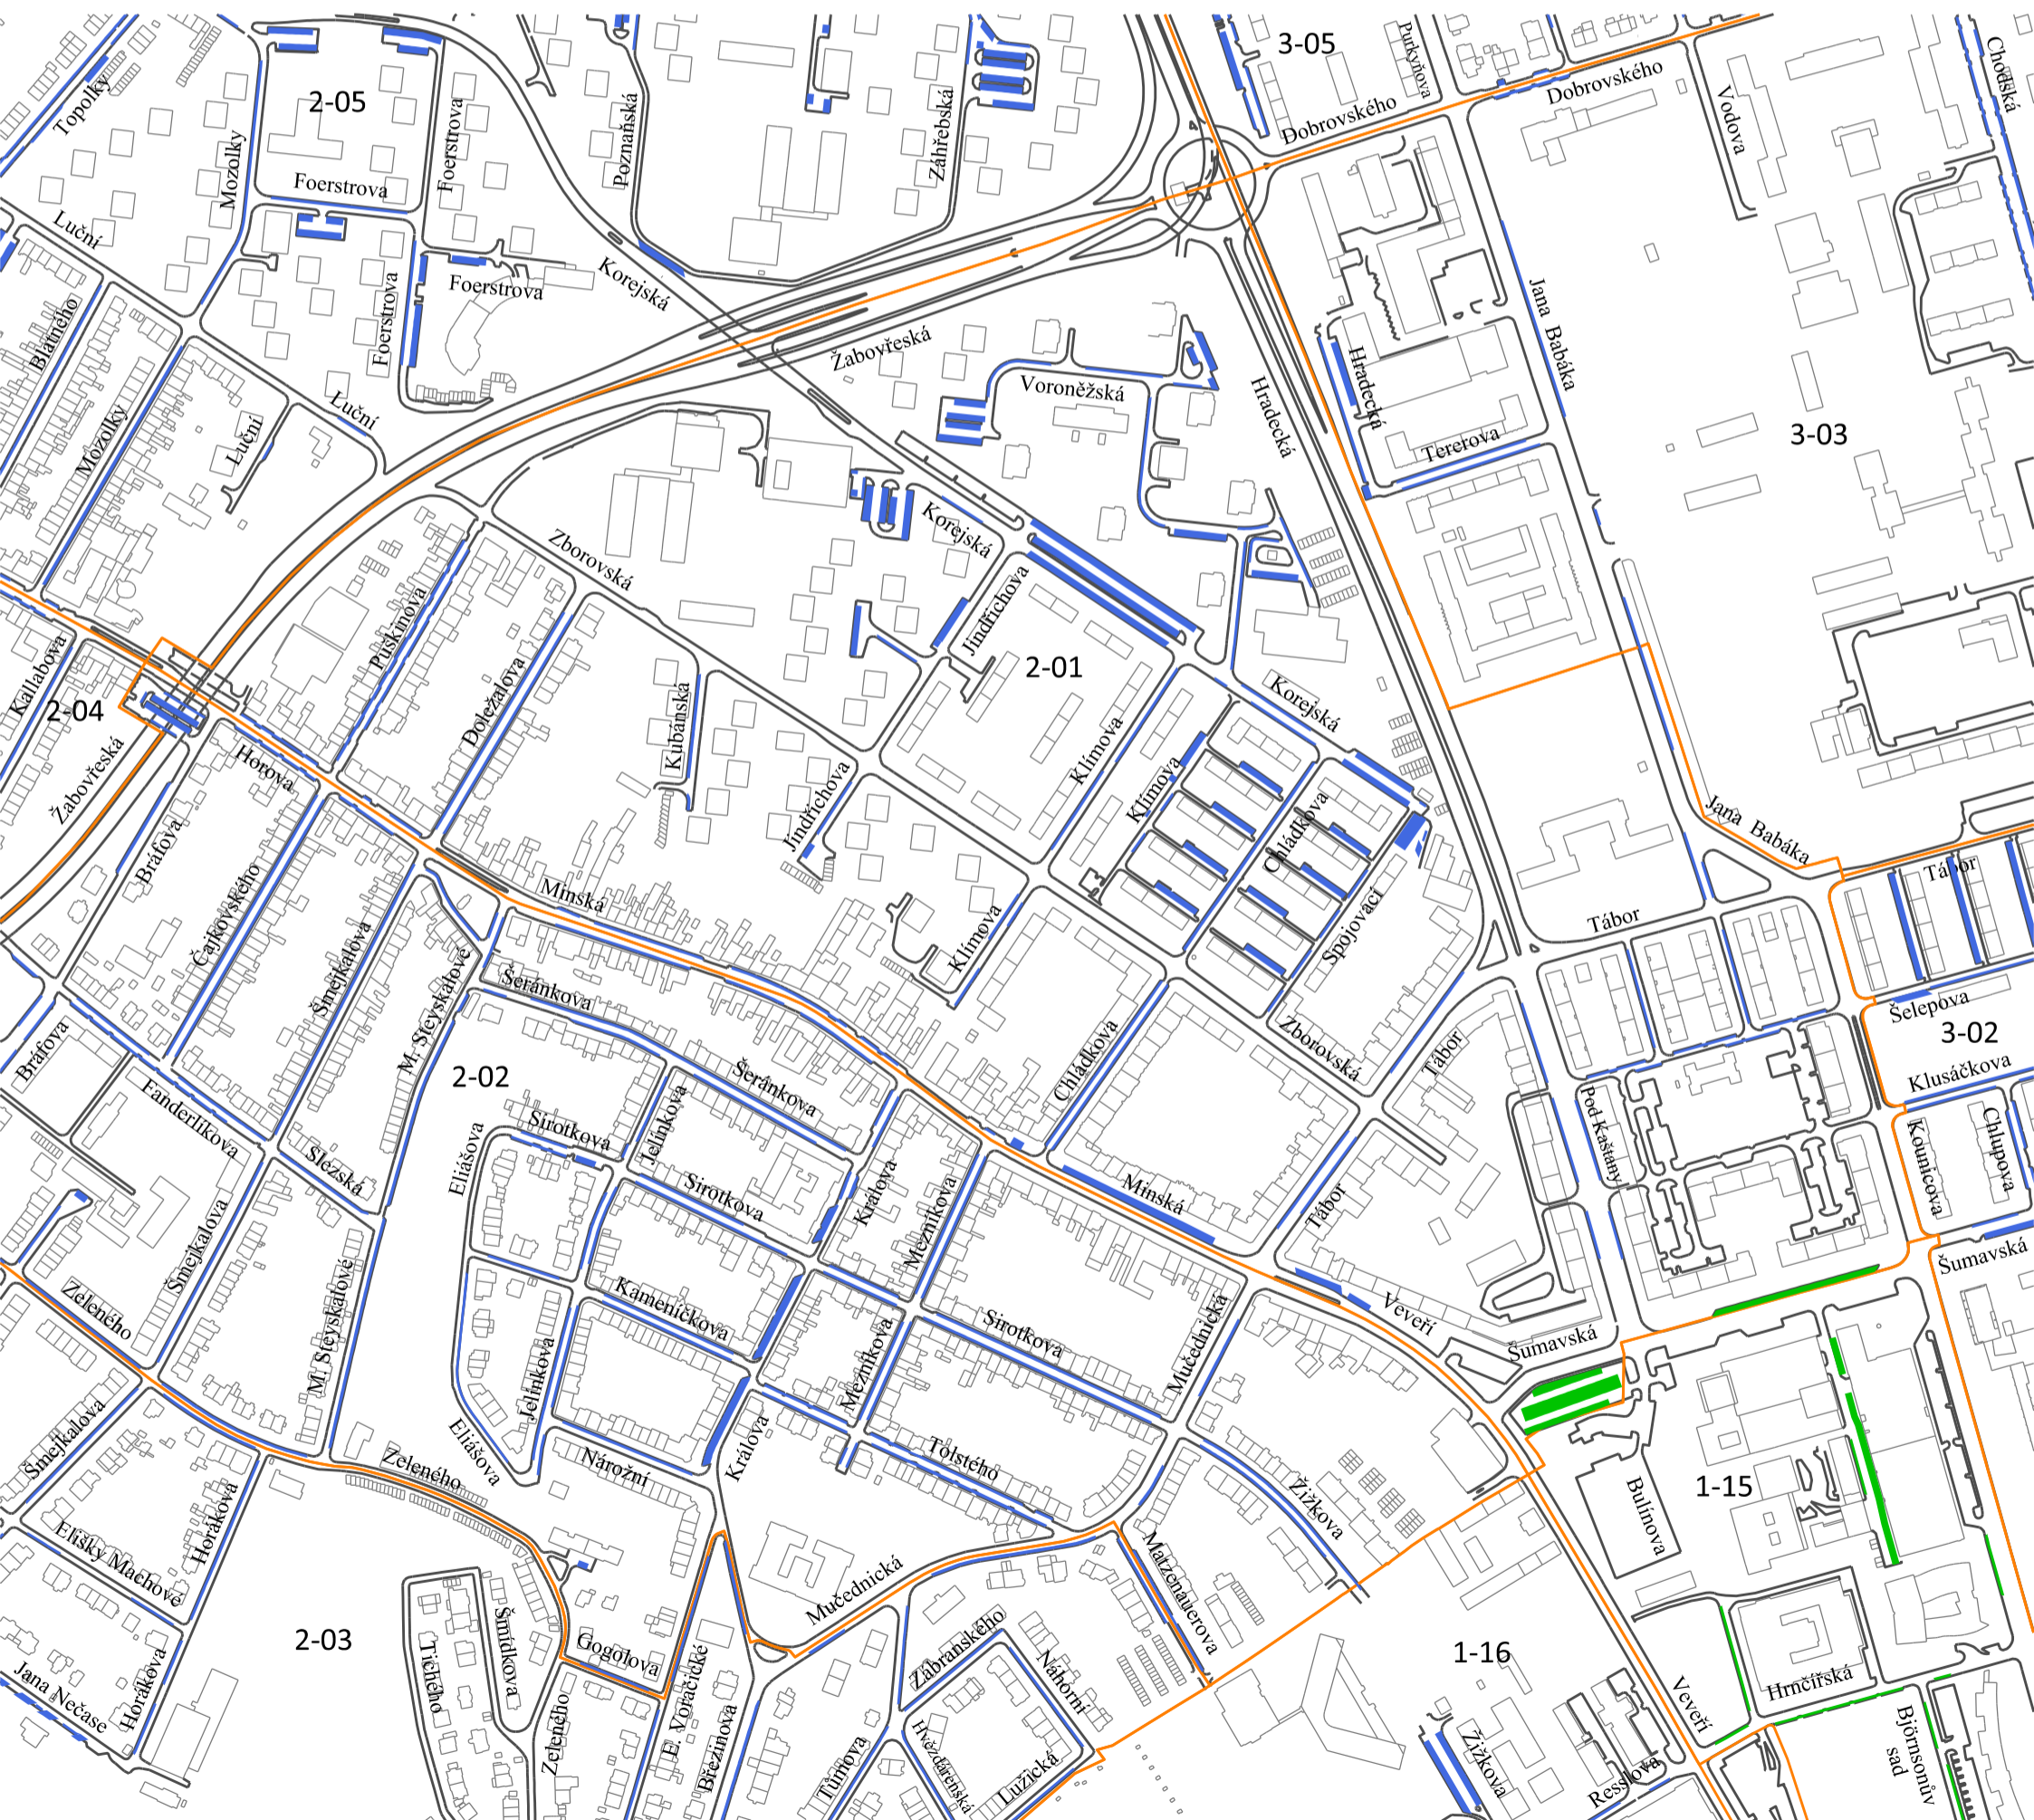 3-05
Purkyňova
Chodská
Topolky
2-05
Foerstrova
Poznaňská
Záhřebská
Dobrovského
Dobrovského
Vodova
Mozolky
Foerstrova
Luční
Korejská
Foerstrova
Foerstrova
Blatného
Žabovřeská
Voroněžská
Hradecká
Hradecká
Jana Babáka
Luční
Luční
Mozolky
Tererova
3-03
Korejská
Zborovská
Jindřichova
Puškinova
Kallabova
2-04
Doležalova
Kubánská
2-01
Korejská
Klímova
Žabovřeská
Horova
Klímova
Jindřichova
Chládkova
Jana Babáka
Tábor
Bráfova
Minská
Čajkovského
Šmejkalova
Klímova
Spojovací
Tábor
M. Steyskalové
Šeránkova
Šelepova
3-02
Bráfova
2-02
Šeránkova
Chládkova
Zborovská
Tábor
Klusáčkova
Fanderlíkova
Sirotkova
Jelínkova
Pod Kaštany
Chlupova
Kounicova
Eliášova
Slezská
Sirotkova
Králova
Mezníkova
Minská
Tábor
Šumavská
Šmejkalova
Zeleného
M. Steyskalové
Kameníčkova
Sirotkova
Mučednická
Veveří
Šumavská
Jelínkova
Mezníkova
Šmejkalova
Eliášova
Zeleného
Nárožní
Králova
Tolstého
Žižkova
Bulínova
1-15
Horákova
Elišky Machové
Matzenauerova
Mučednická
2-03
Tichého
Šmídkova
Gogolova
Zábranského
Náhorní
1-16
Hrnčířská
Veveří
Jana Nečase
Horákova
Zeleného
E. Voračické
Březinova
Tůmova
Hvězdárenská
Lužická
Žižkova
Resslova
Björnsonův
sad